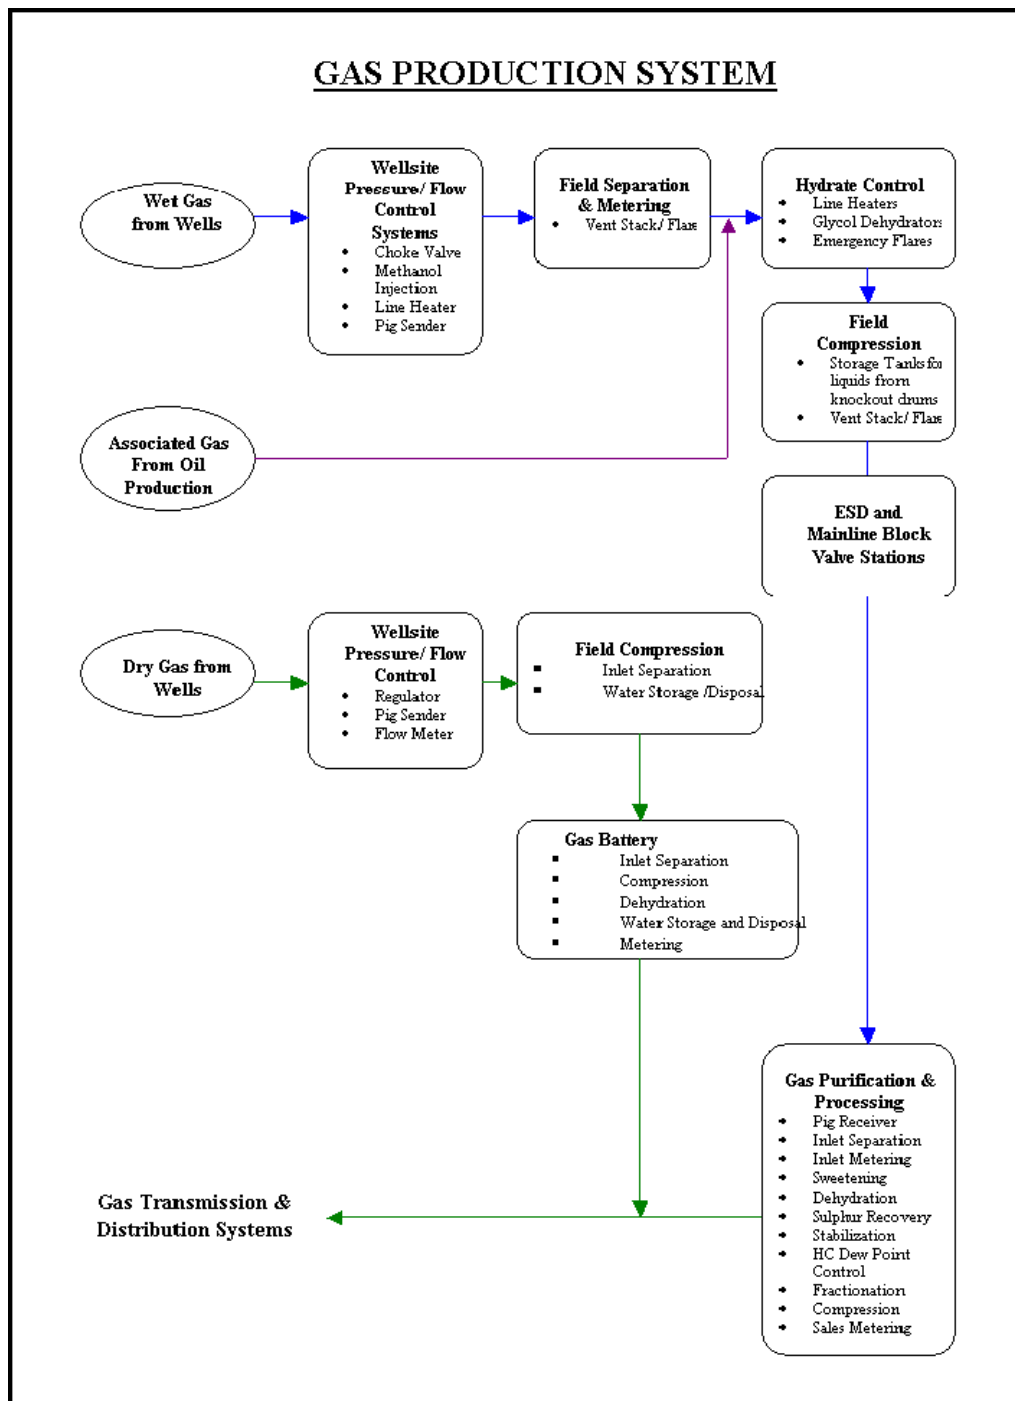 GAS PRODUCTION SYSTEM
Wet Gas
from Wells
Wellsite
Pressure/ Flow
Control
Systems
• Choke Valve
• Methanol
Injection
• Line Heater
• Pig Sender
Field Separation
& Metering
• Vent Stack/ Flare
Hydrate Control
• Line Heaters
• Glycol Dehydrators
• Emergency Flares
Field
Compression
• Storage Tanks for
liquids from
knockout drums
• Vent Stack/ Flare
Associated Gas
From Oil
Production
ESD and
Mainline Block
Valve Stations
Dry Gas from
Wells
Wellsite
Pressure/ Flow
Control
• Regulator
• Pig Sender
• Flow Meter
Field Compression
▪ Inlet Separation
▪ Water Storage /Disposal
Gas Battery
▪ Inlet Separation
▪ Compression
▪ Dehydration
▪ Water Storage and Disposal
▪ Metering
Gas Purification &
Processing
• Pig Receiver
• Inlet Separation
• Inlet Metering
• Sweetening
• Dehydration
• Sulphur Recovery
• Stabilization
• HC Dew Point
Control
• Fractionation
• Compression
• Sales Metering
Gas Transmission &
Distribution Systems